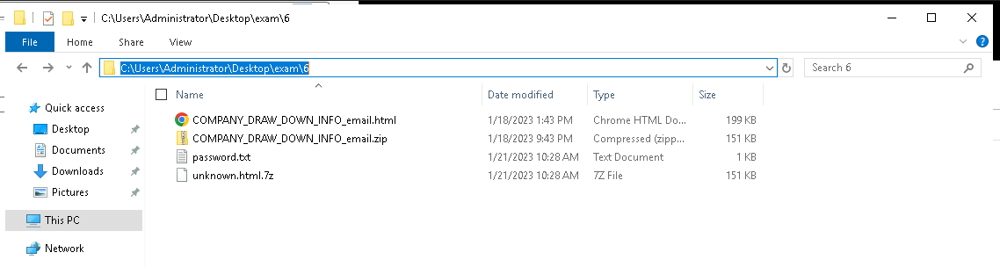 C:\Users\Administrator\Desktop\exam\6
File Home Share View
C:\Users\Administrator\Desktop\exam\6 Search 6
Name Date modified Type Size
Quick access
Desktop
Documents
Downloads
Pictures
This PC
Network
COMPANY_DRAW_DOWN_INFO_email.html 1/18/2023 1:43 PM Chrome HTML Do... 199 KB
COMPANY_DRAW_DOWN_INFO_email.zip 1/18/2023 9:43 PM Compressed (zipp... 151 KB
password.txt 1/21/2023 10:28 AM Text Document 1 KB
unknown.html.7z 1/21/2023 10:28 AM 7Z File 151 KB